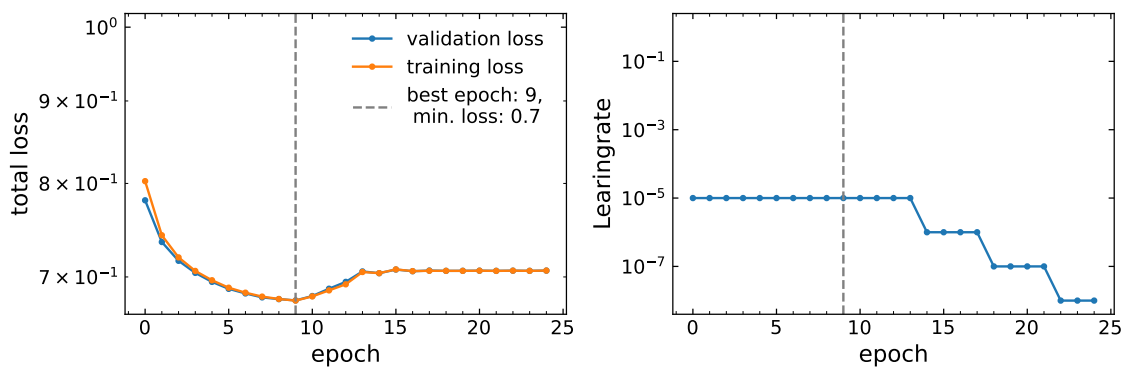 10⁰
9 × 10⁻¹
8 × 10⁻¹
7 × 10⁻¹
total loss
0 5 10 15 20 25
epoch
validation loss
training loss
best epoch: 9,
min. loss: 0.7
10⁻¹
10⁻³
10⁻⁵
10⁻⁷
Learingrate
0 5 10 15 20 25
epoch